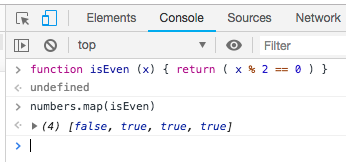 Elements Console Sources Network
top Filter
> function isEven (x) { return ( x % 2 == 0 ) }
< undefined
> numbers.map(isEven)
< ▶ (4) [false, true, true, true]
>